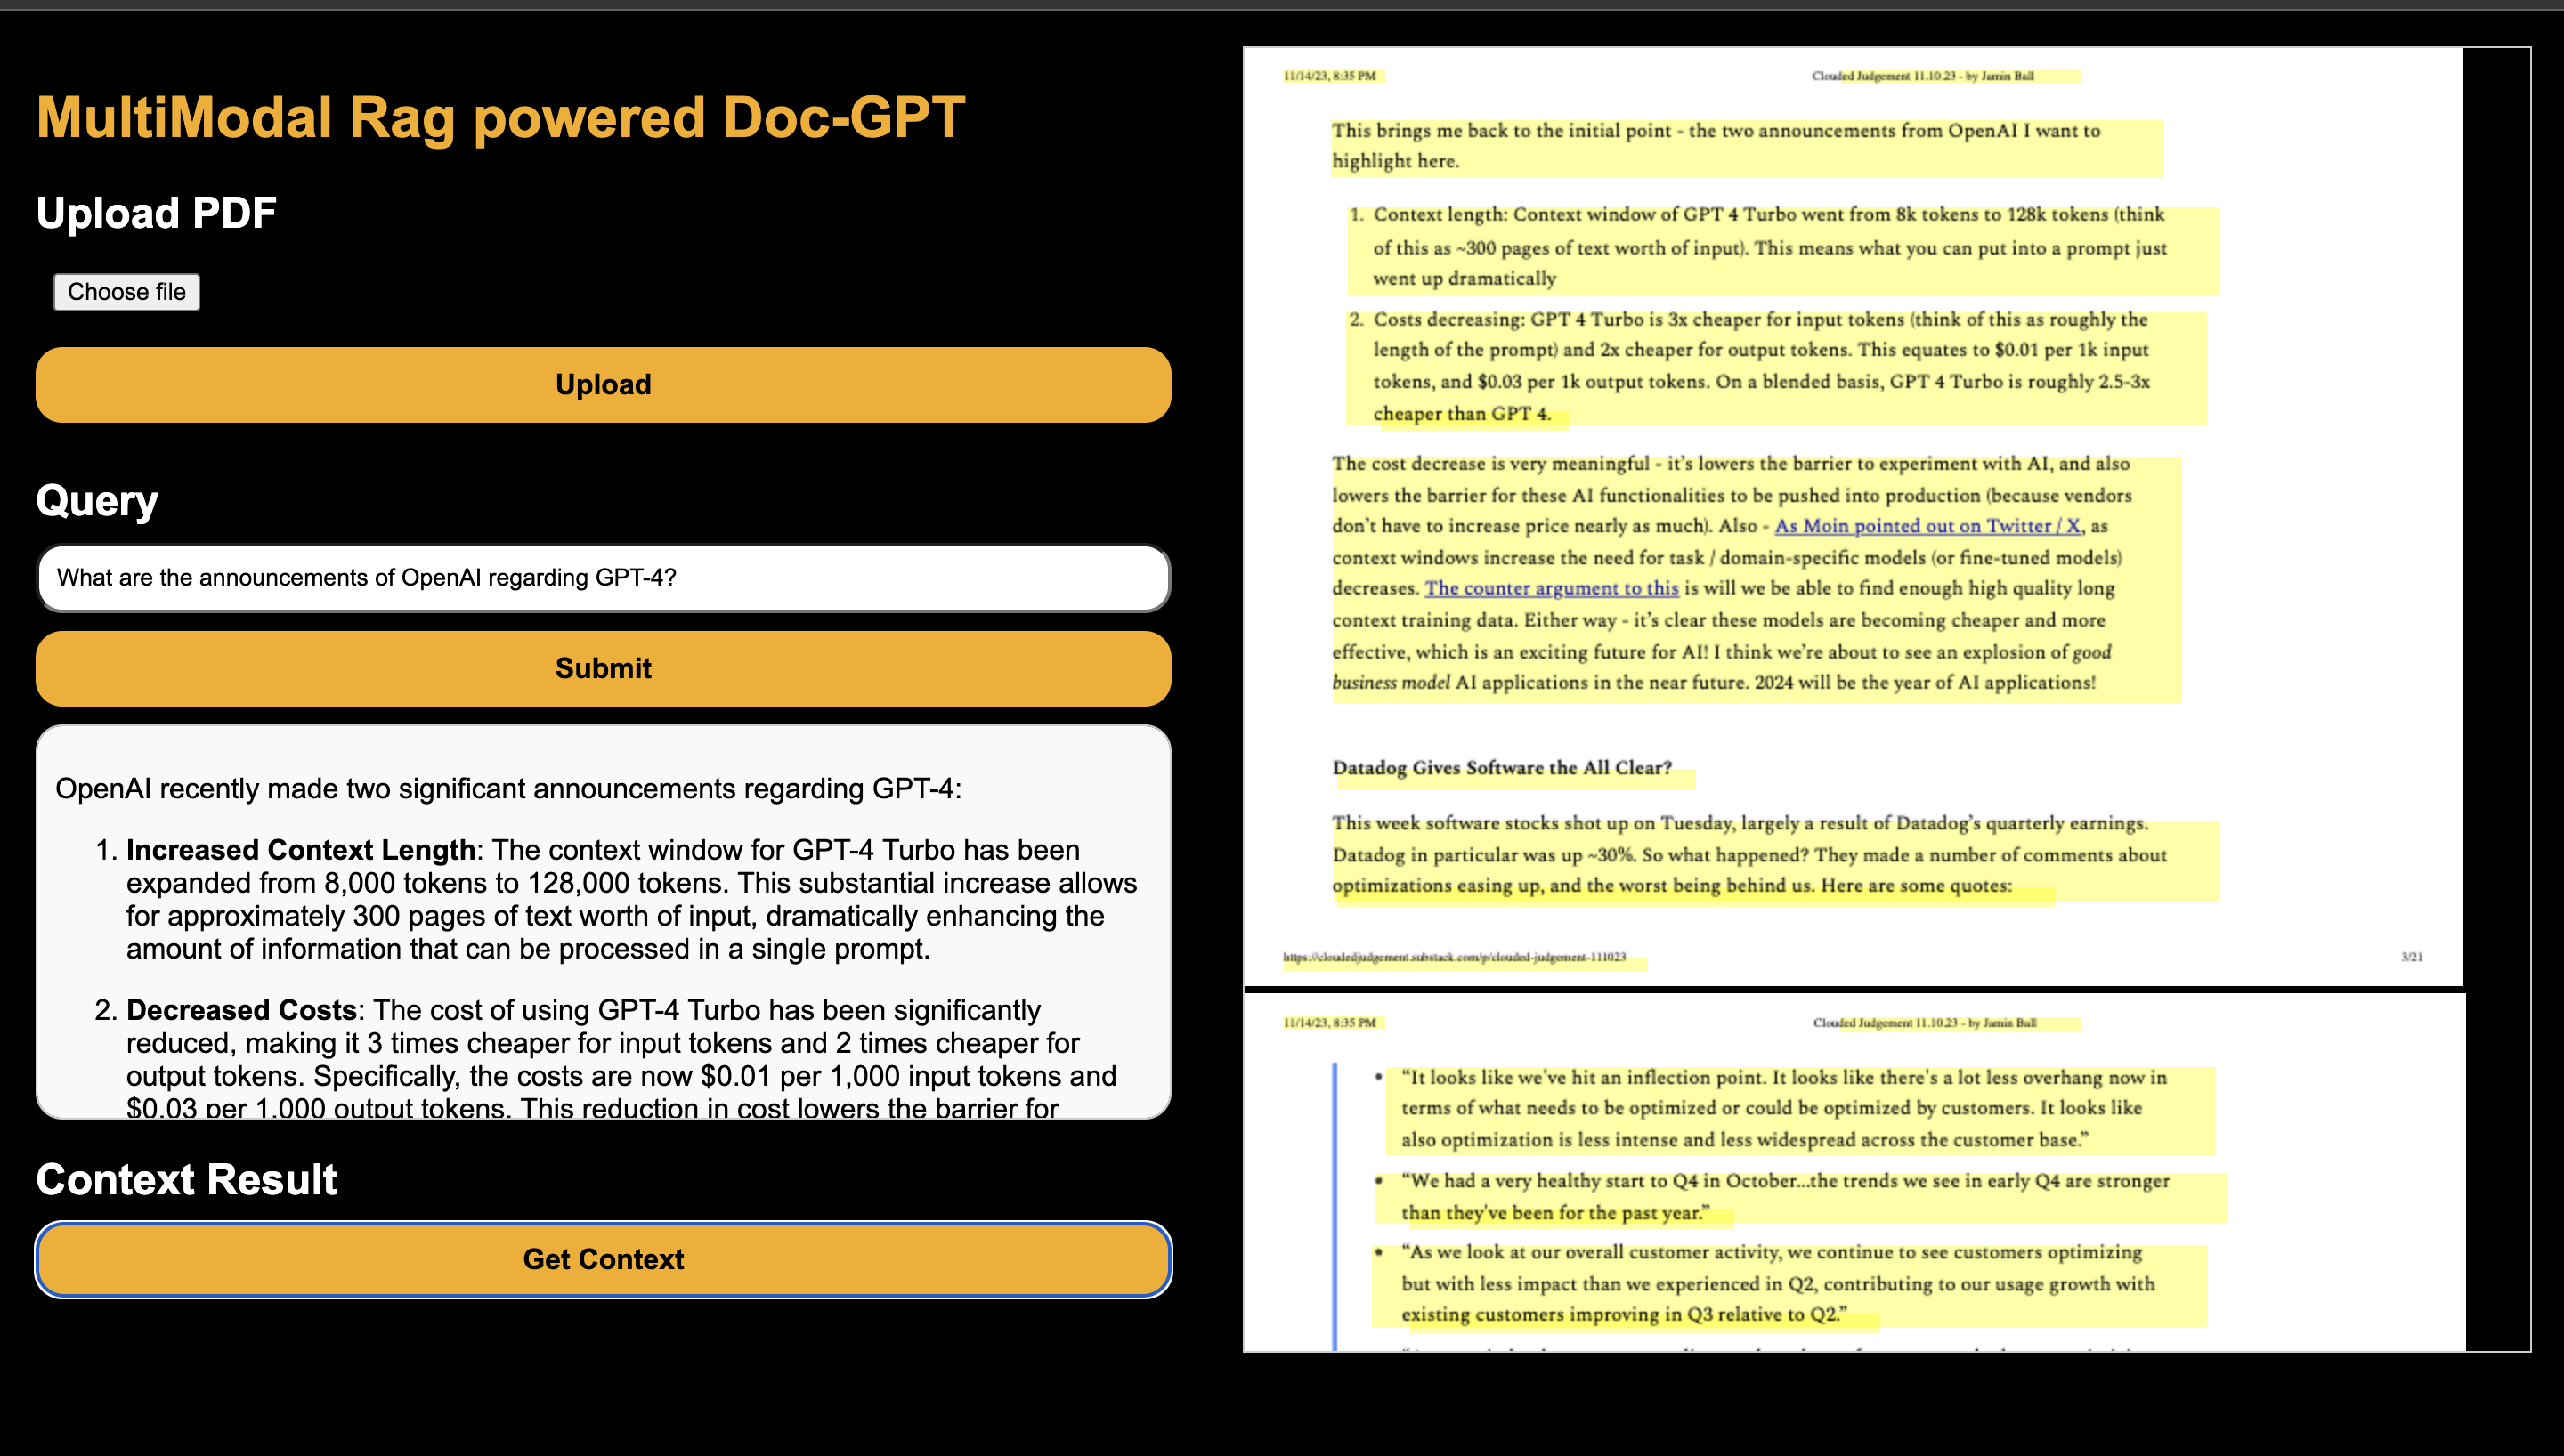 MultiModal Rag powered Doc-GPT
Upload PDF
Choose file
Upload
Query
What are the announcements of OpenAI regarding GPT-4?
Submit
OpenAI recently made two significant announcements regarding GPT-4:
1. Increased Context Length: The context window for GPT-4 Turbo has been
expanded from 8,000 tokens to 128,000 tokens. This substantial increase allows
for approximately 300 pages of text worth of input, dramatically enhancing the
amount of information that can be processed in a single prompt.
2. Decreased Costs: The cost of using GPT-4 Turbo has been significantly
reduced, making it 3 times cheaper for input tokens and 2 times cheaper for
output tokens. Specifically, the costs are now $0.01 per 1,000 input tokens and
$0.03 per 1,000 output tokens. This reduction in cost lowers the barrier for
Context Result
Get Context
11/14/23, 8:35 PM
Clouded Judgement 11.10.23 - by Jamin Ball
This brings me back to the initial point - the two announcements from OpenAI I want to
highlight here.
1. Context length: Context window of GPT 4 Turbo went from 8k tokens to 128k tokens (think
of this as ~300 pages of text worth of input). This means what you can put into a prompt just
went up dramatically
2. Costs decreasing: GPT 4 Turbo is 3x cheaper for input tokens (think of this as roughly the
length of the prompt) and 2x cheaper for output tokens. This equates to $0.01 per 1k input
tokens, and $0.03 per 1k output tokens. On a blended basis, GPT 4 Turbo is roughly 2.5-3x
cheaper than GPT 4.
The cost decrease is very meaningful - it’s lowers the barrier to experiment with AI, and also
lowers the barrier for these AI functionalities to be pushed into production (because vendors
don’t have to increase price nearly as much). Also - As Moin pointed out on Twitter / X, as
context windows increase the need for task / domain-specific models (or fine-tuned models)
decreases. The counter argument to this is will we be able to find enough high quality long
context training data. Either way - it’s clear these models are becoming cheaper and more
effective, which is an exciting future for AI! I think we’re about to see an explosion of good
business model AI applications in the near future. 2024 will be the year of AI applications!
Datadog Gives Software the All Clear?
This week software stocks shot up on Tuesday, largely a result of Datadog’s quarterly earnings.
Datadog in particular was up ~30%. So what happened? They made a number of comments about
optimizations easing up, and the worst being behind us. Here are some quotes:
https://cloudedjudgement.substack.com/p/clouded-judgement-111023
3/21
11/14/23, 8:35 PM
Clouded Judgement 11.10.23 - by Jamin Ball
• “It looks like we've hit an inflection point. It looks like there's a lot less overhang now in
terms of what needs to be optimized or could be optimized by customers. It looks like
also optimization is less intense and less widespread across the customer base.”
• “We had a very healthy start to Q4 in October...the trends we see in early Q4 are stronger
than they've been for the past year.”
• “As we look at our overall customer activity, we continue to see customers optimizing
but with less impact than we experienced in Q2, contributing to our usage growth with
existing customers improving in Q3 relative to Q2.”